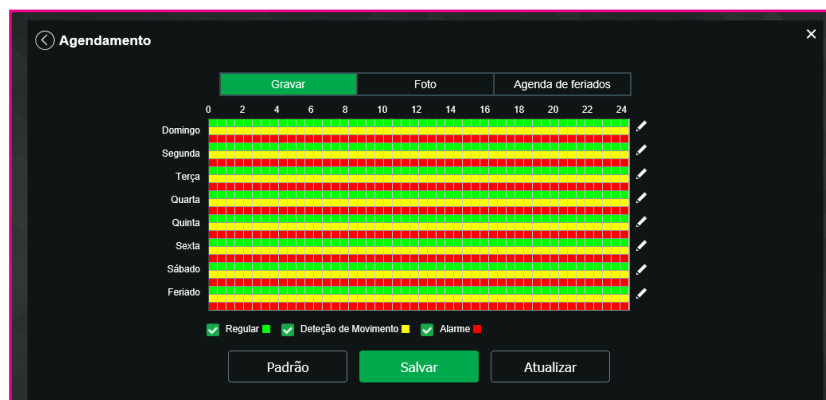 Agendamento
Gravar Foto Agenda de feriados
0 2 4 6 8 10 12 14 16 18 20 22 24
Domingo
Segunda
Terça
Quarta
Quinta
Sexta
Sábado
Feriado
Regular Deteção de Movimento Alarme
Padrão Salvar Atualizar